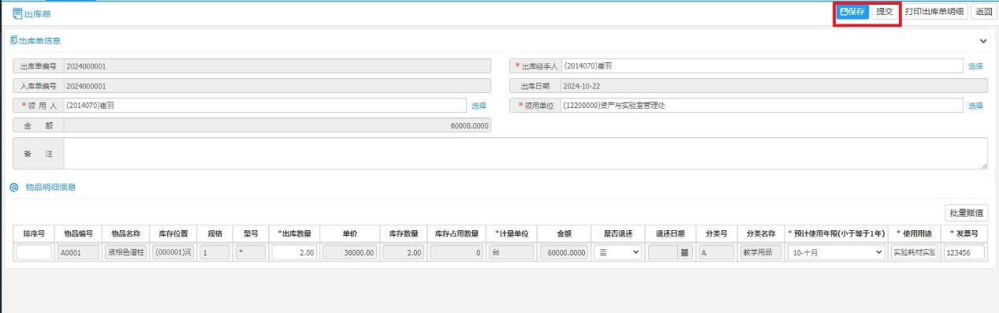 出库单
保存 提交 打印出库单明细 返回
出库单信息
出库单编号 2024000001 * 出库经手人 (2014070)崔羽 选择
入库单编号 2024000001 出库日期 2024-10-22
* 领 用 人 (2014070)崔羽 选择 * 领用单位 (12200000)资产与实验室管理处 选择
金 额 60000.0000
备 注
物品明细信息
批量赋值
排序号 物品编号 物品名称 库存位置 规格 型号 *出库数量 单价 库存数量 库存占用数量 *计量单位 金额 是否退还 退还日期 分类号 分类名称 * 预计使用年限(小于等于1年) * 使用用途 * 发票号
A0001 液相色谱柱 (000001)河 1 * 2.00 30000.00 2.00 0 台 60000.0000 否 A 教学用品 10-十月 实验耗材实验 123456